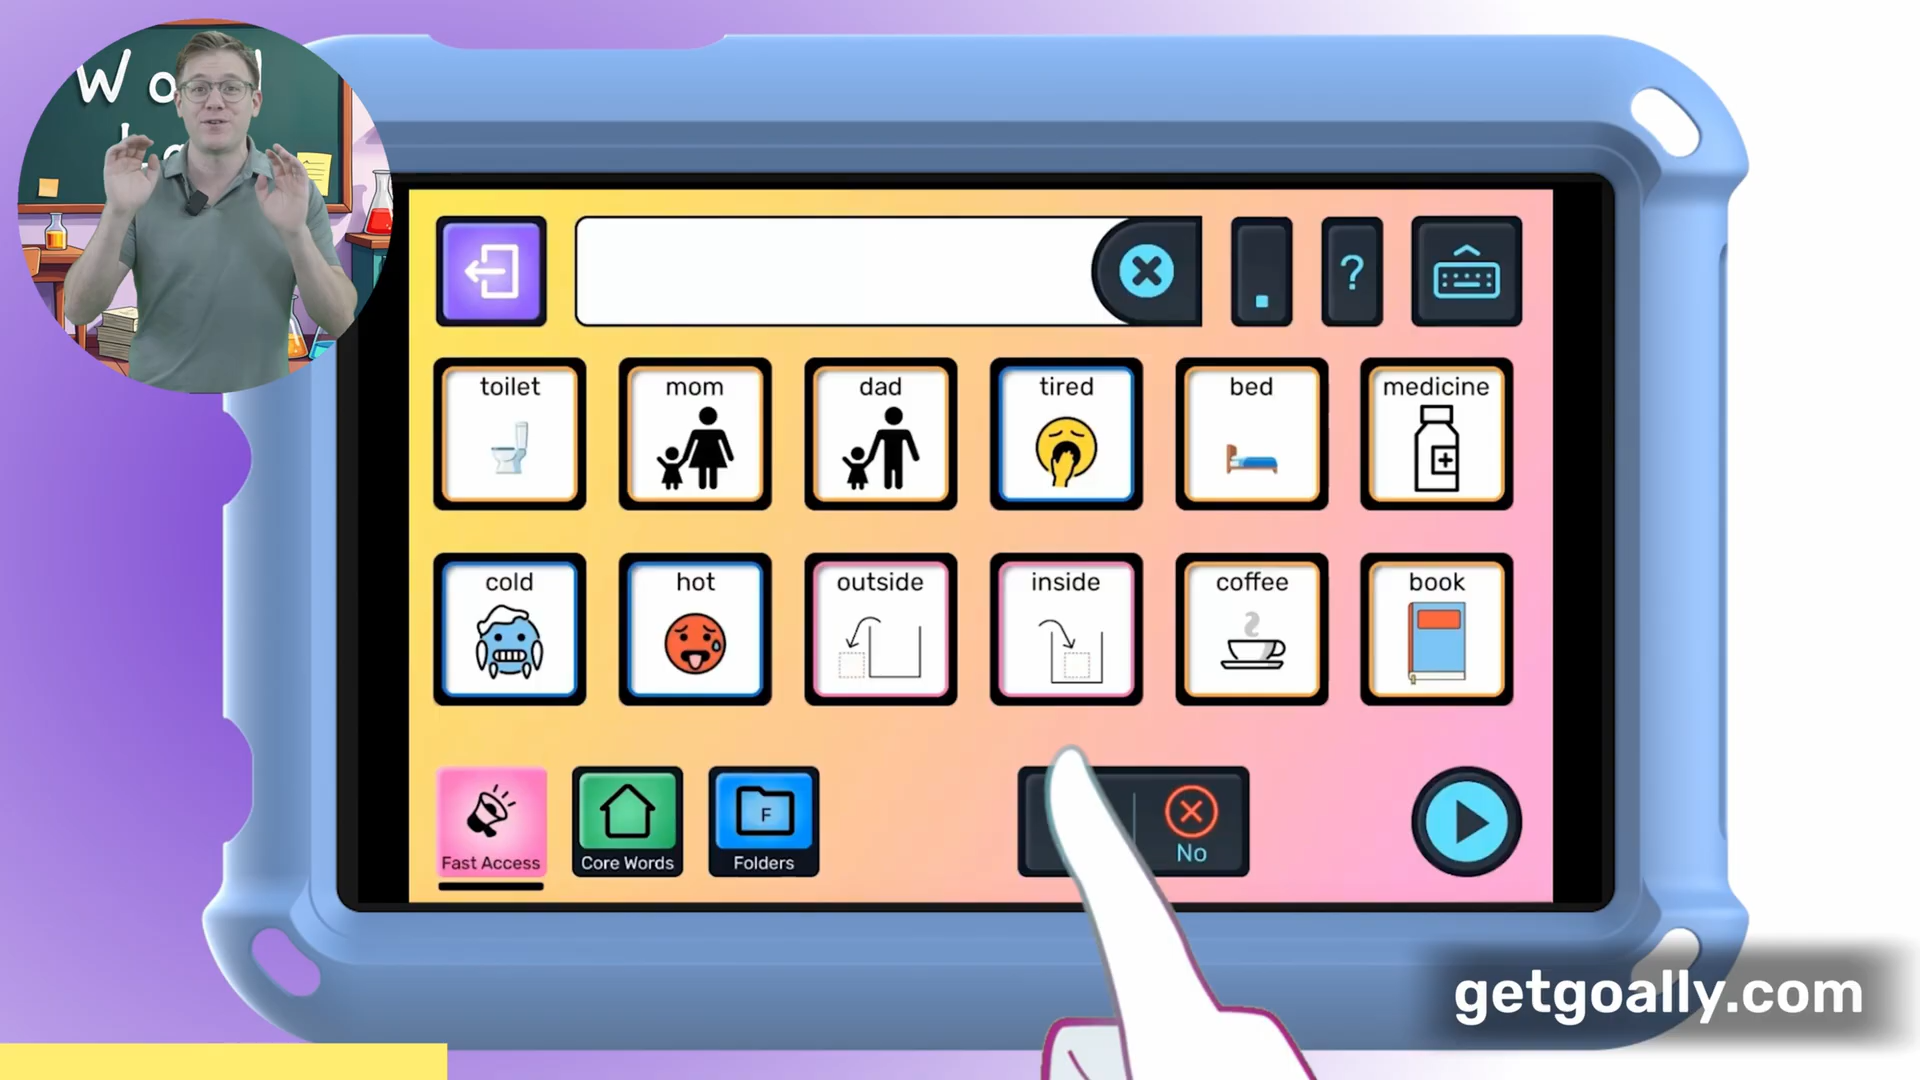 W o d
L
.
?
toilet
mom
dad
tired
bed
medicine
cold
hot
outside
inside
coffee
book
Fast Access
Core Words
F
Folders
No
getgoally.com